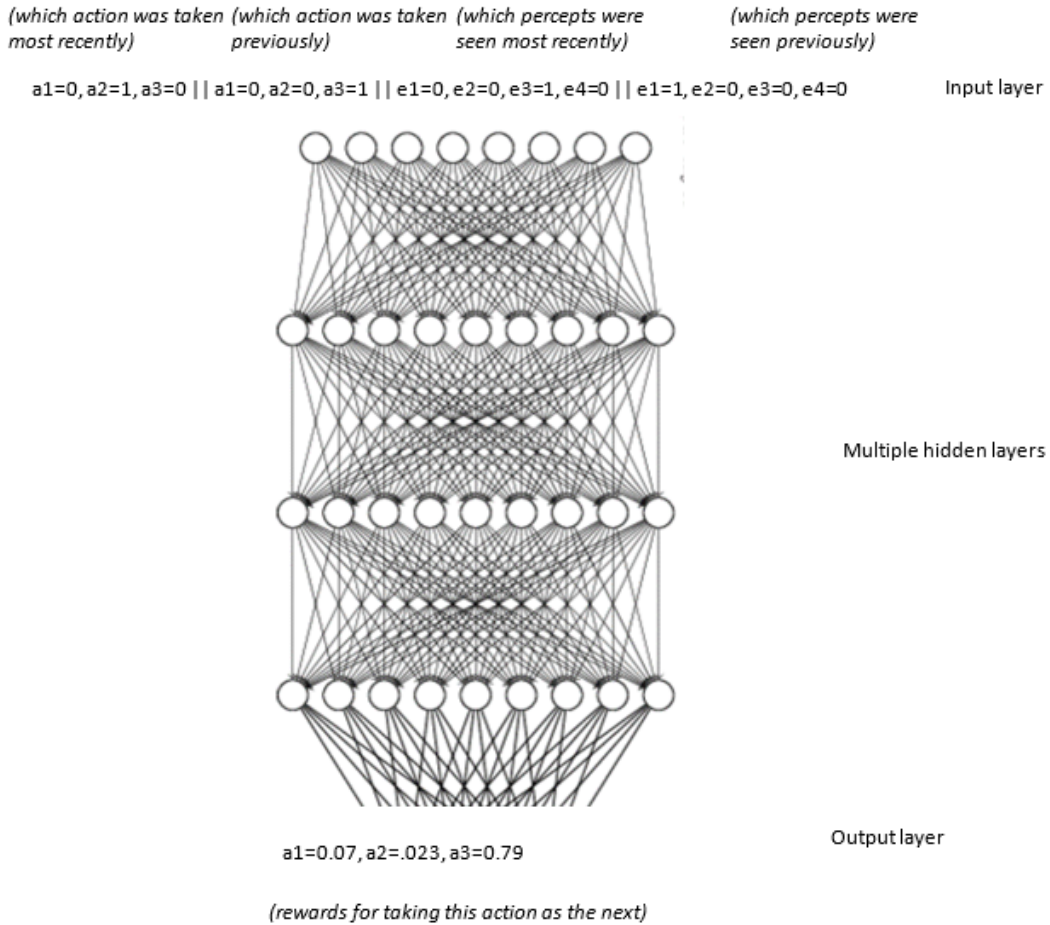 (which action was taken most recently)
(which action was taken previously)
(which percepts were seen most recently)
(which percepts were seen previously)
a1=0, a2=1, a3=0 || a1=0, a2=0, a3=1 || e1=0, e2=0, e3=1, e4=0 || e1=1, e2=0, e3=0, e4=0
Input layer
Multiple hidden layers
Output layer
a1=0.07, a2=.023, a3=0.79
(rewards for taking this action as the next)